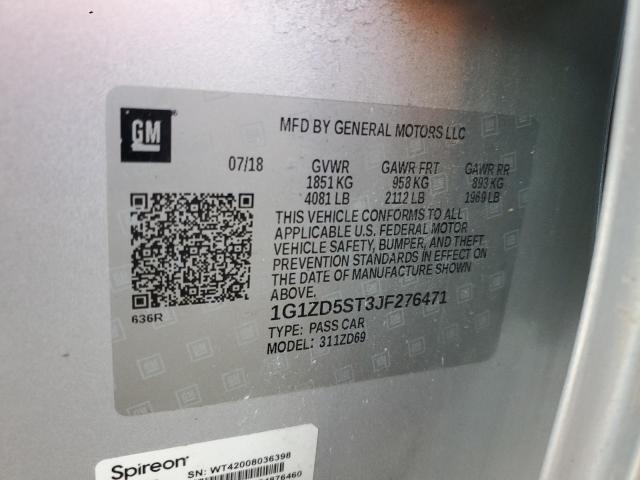 GM
MFD BY GENERAL MOTORS LLC
07/18 GVWR GAWR FRT GAWR RR
1851 KG 958 KG 893 KG
4081 LB 2112 LB 1969 LB
THIS VEHICLE CONFORMS TO ALL
APPLICABLE U.S. FEDERAL MOTOR
VEHICLE SAFETY, BUMPER, AND THEFT
PREVENTION STANDARDS IN EFFECT ON
THE DATE OF MANUFACTURE SHOWN
ABOVE.
636R
1G1ZD5ST3JF276471
TYPE: PASS CAR
MODEL: 311ZD69
Spireon
SN: WT42008036398